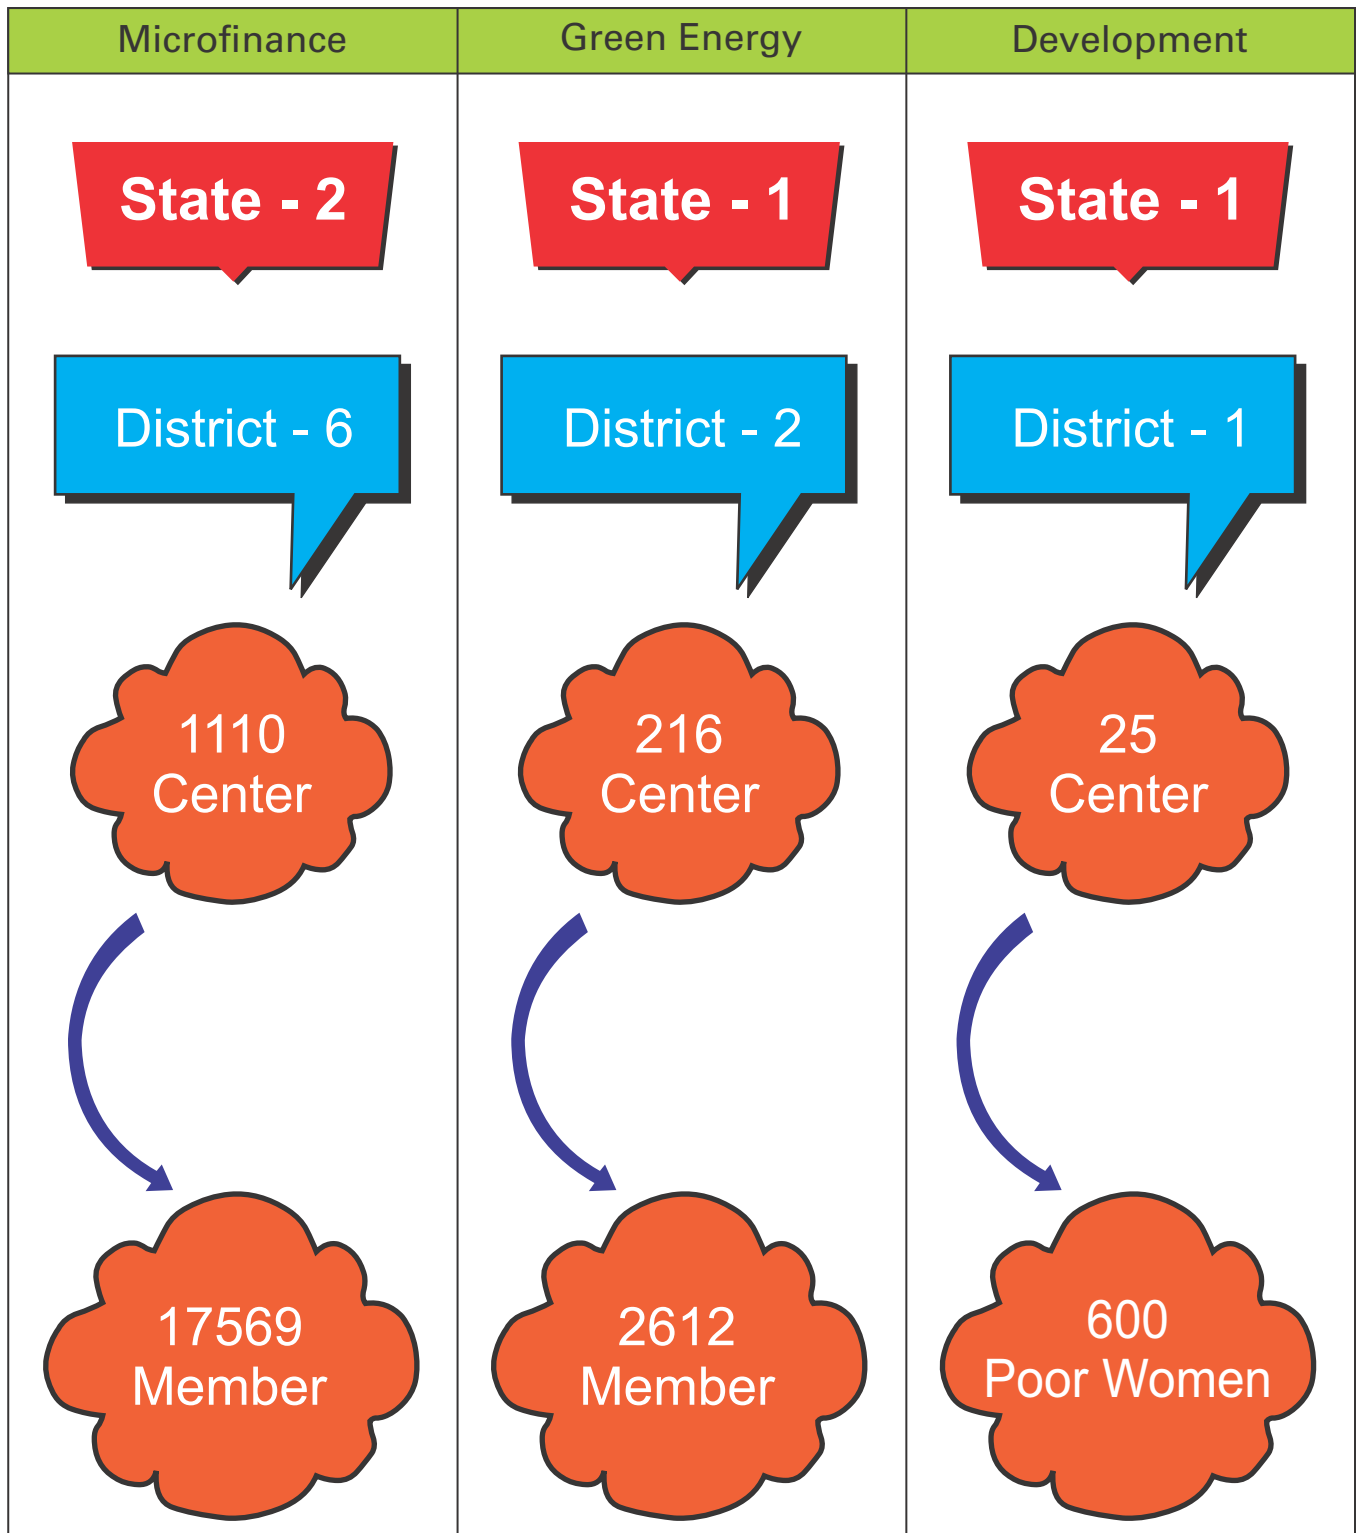 Microfinance
Green Energy
Development
State - 2
State - 1
State - 1
District - 6
District - 2
District - 1
1110
Center
216
Center
25
Center
17569
Member
2612
Member
600
Poor Women